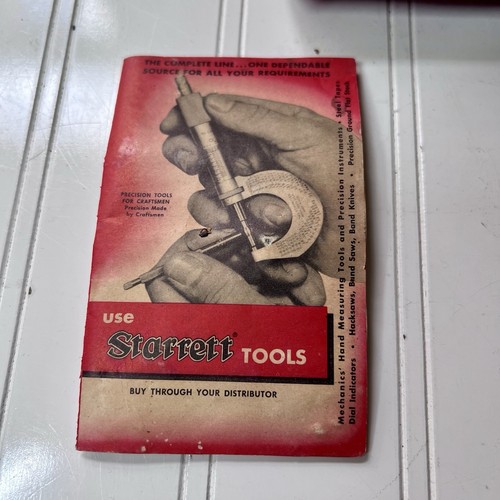 THE COMPLETE LINE...ONE DEPENDABLE
SOURCE FOR ALL YOUR REQUIREMENTS
PRECISION TOOLS
FOR CRAFTSMEN
Precision Made
by Craftsmen
use
Starrett® TOOLS
BUY THROUGH YOUR DISTRIBUTOR
Mechanics' Hand Measuring Tools and Precision Instruments • Steel Tapes
Dial Indicators • Hacksaws, Band Saws, Band Knives • Precision Ground Flat Stock